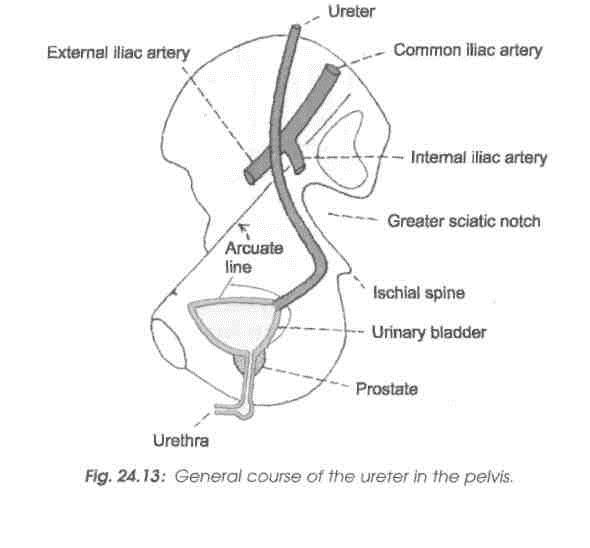 Ureter
External iliac artery
Common iliac artery
Internal iliac artery
Greater sciatic notch
Arcuate
line
Ischial spine
Urinary bladder
Prostate
Urethra
Fig. 24.13: General course of the ureter in the pelvis.